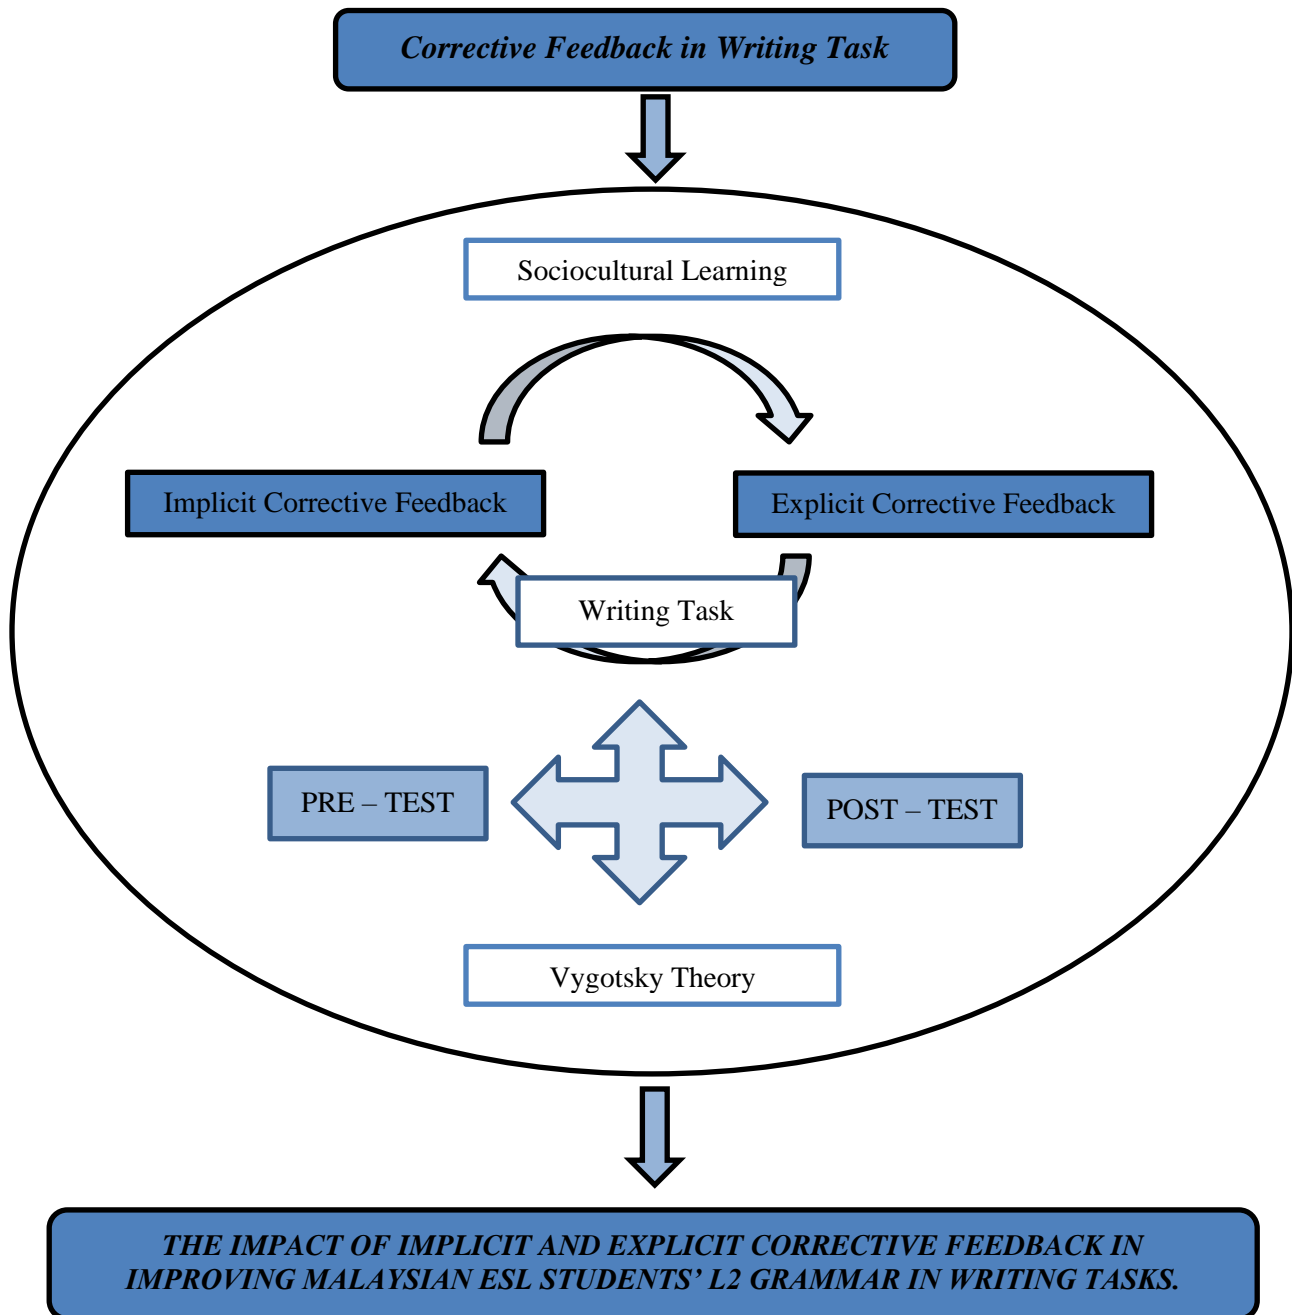 Corrective Feedback in Writing Task
Sociocultural Learning
Implicit Corrective Feedback
Explicit Corrective Feedback
Writing Task
PRE – TEST
POST – TEST
Vygotsky Theory
THE IMPACT OF IMPLICIT AND EXPLICIT CORRECTIVE FEEDBACK IN
IMPROVING MALAYSIAN ESL STUDENTS’ L2 GRAMMAR IN WRITING TASKS.